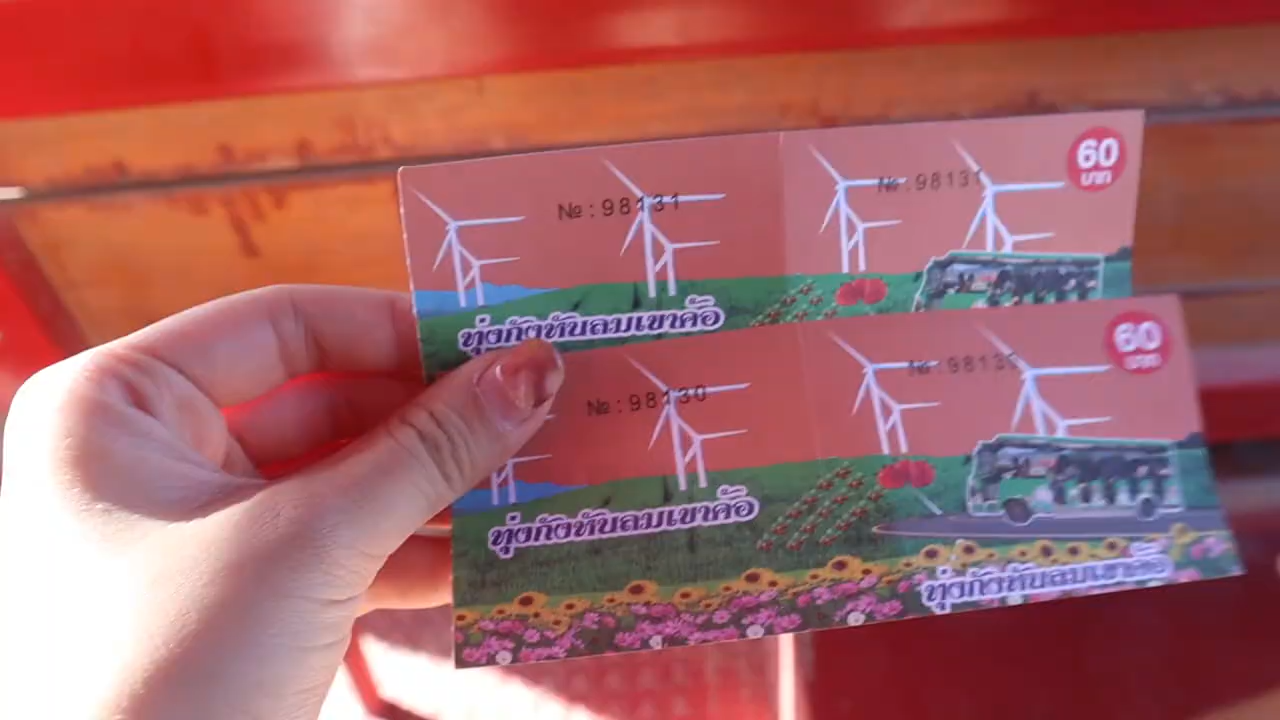 60
บาท
№ : 98131
№ : 98131
ทุ่งกังหันลมเขาค้อ
60
บาท
№ : 98130
№ : 98130
ทุ่งกังหันลมเขาค้อ
ทุ่งกังหันลมเขาค้อ